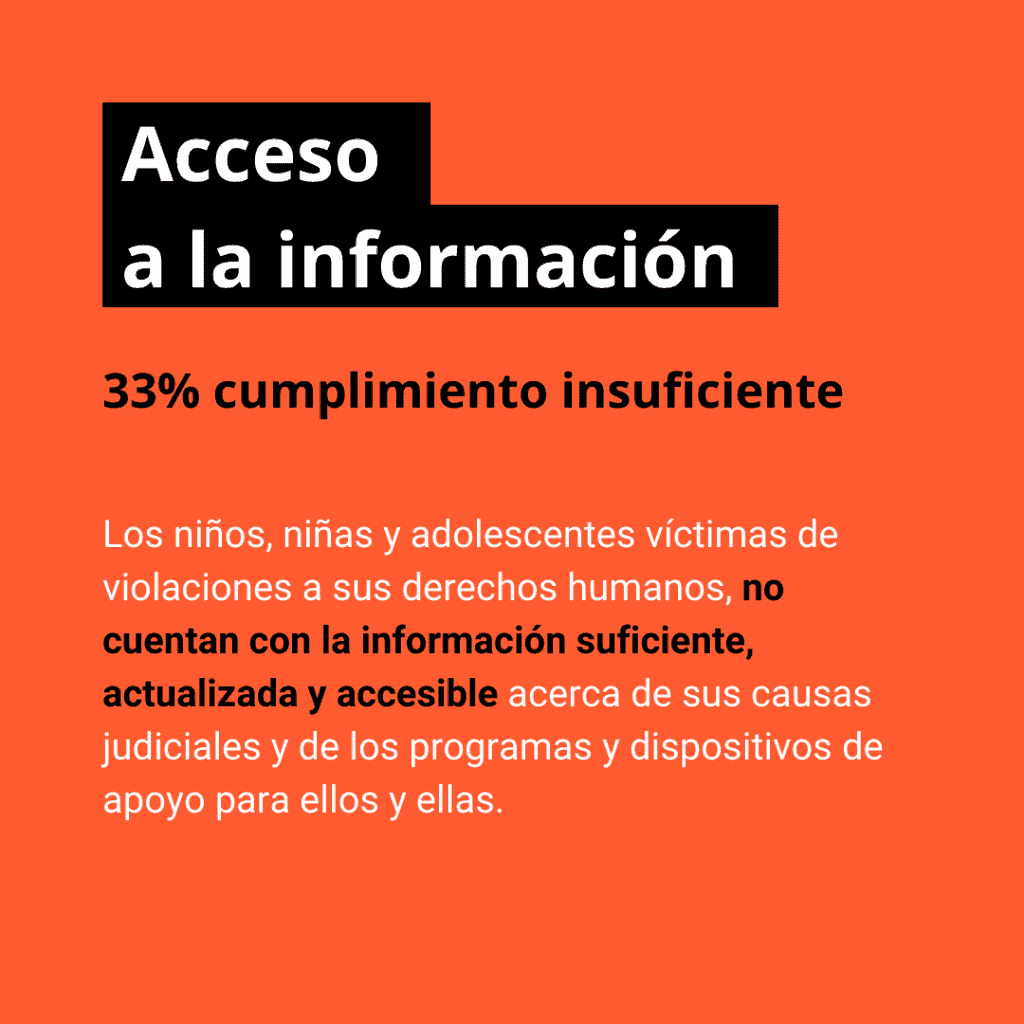 Acceso
a la información
33% cumplimiento insuficiente
Los niños, niñas y adolescentes víctimas de
violaciones a sus derechos humanos, no
cuentan con la información suficiente,
actualizada y accesible acerca de sus causas
judiciales y de los programas y dispositivos de
apoyo para ellos y ellas.